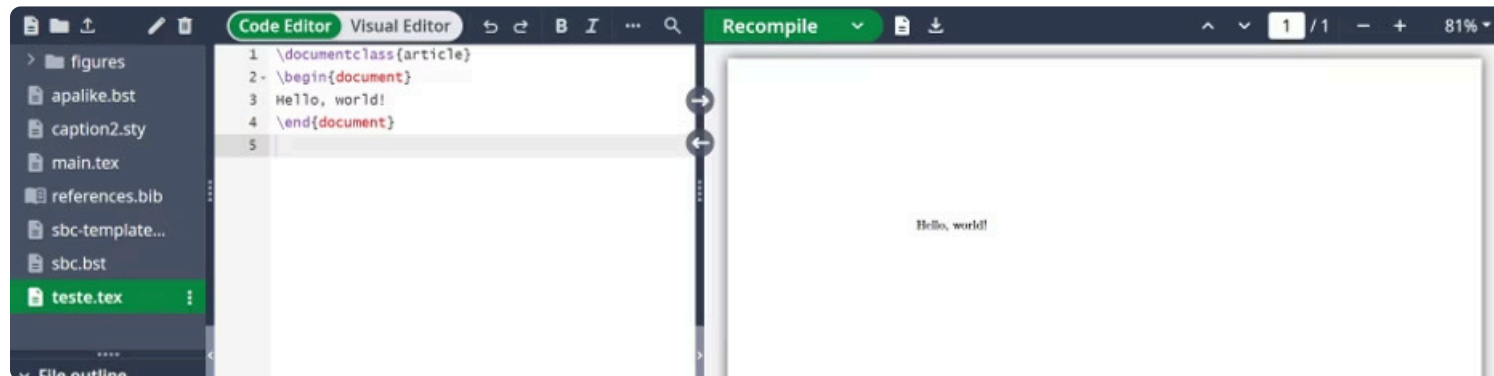 Code Editor Visual Editor B I ... Recompile 1 /1 − + 81%
figures
apalike.bst
caption2.sty
main.tex
references.bib
sbc-template...
sbc.bst
teste.tex
File outline
1 \documentclass{article}
2 \begin{document}
3 Hello, world!
4 \end{document}
5
Hello, world!